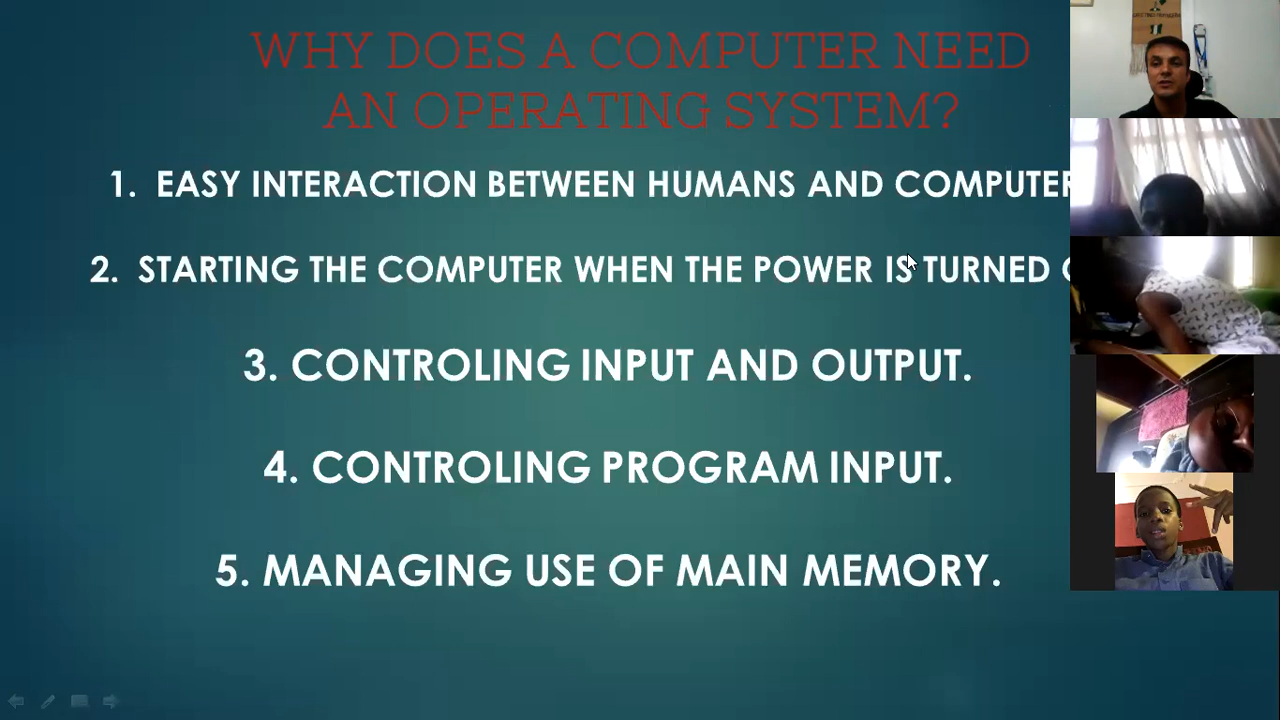 WHY DOES A COMPUTER NEED
AN OPERATING SYSTEM?
1. EASY INTERACTION BETWEEN HUMANS AND COMPUTER
2. STARTING THE COMPUTER WHEN THE POWER IS TURNED
3. CONTROLING INPUT AND OUTPUT.
4. CONTROLING PROGRAM INPUT.
5. MANAGING USE OF MAIN MEMORY.